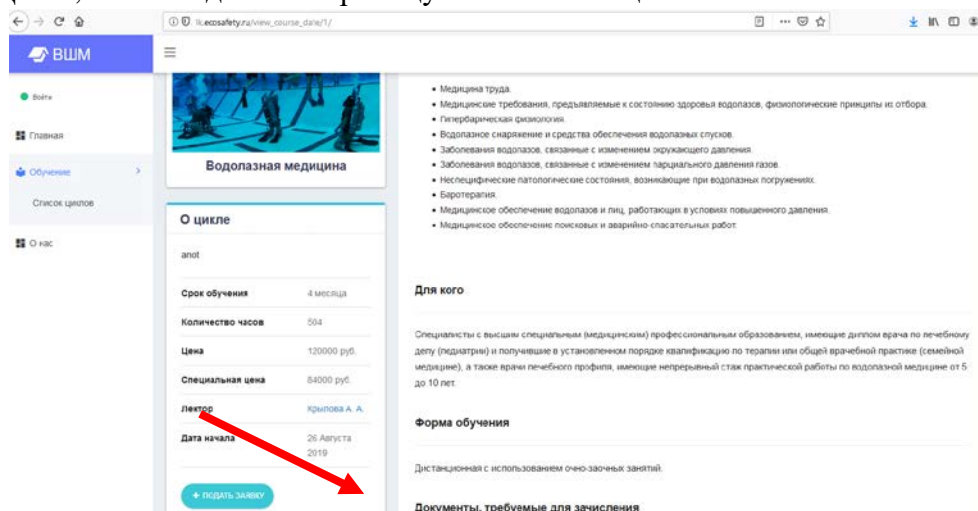 lk.ecosafety.ru/view_course_date/1/
ВШМ
Войти
Главная
Обучение
Список циклов
О нас
Водолазная медицина
О цикле
anot
Срок обучения 4 месяца
Количество часов 504
Цена 120000 руб.
Специальная цена 84000 руб.
Лектор Крылова А. А.
Дата начала 26 Августа
2019
+ ПОДАТЬ ЗАЯВКУ
• Медицина труда.
• Медицинские требования, предъявляемые к состоянию здоровья водолазов, физиологические принципы их отбора.
• Гипербарическая физиология.
• Водолазное снаряжение и средства обеспечения водолазных спусков.
• Заболевания водолазов, связанные с изменением окружающего давления.
• Заболевания водолазов, связанные с изменением парциального давления газов.
• Неспецифические патологические состояния, возникающие при водолазных погружениях.
• Баротерапия.
• Медицинское обеспечение водолазов и лиц, работающих в условиях повышенного давления.
• Медицинское обеспечение поисковых и аварийно-спасательных работ.
Для кого
Специалисты с высшим специальным (медицинским) профессиональным образованием, имеющие диплом врача по лечебному
делу (педиатрии) и получившие в установленном порядке квалификацию по терапии или общей врачебной практике (семейной
медицине), а также врачи лечебного профиля, имеющие непрерывный стаж практической работы по водолазной медицине от 5
до 10 лет.
Форма обучения
Дистанционная с использованием очно-заочных занятий.
Документы, требуемые для зачисления